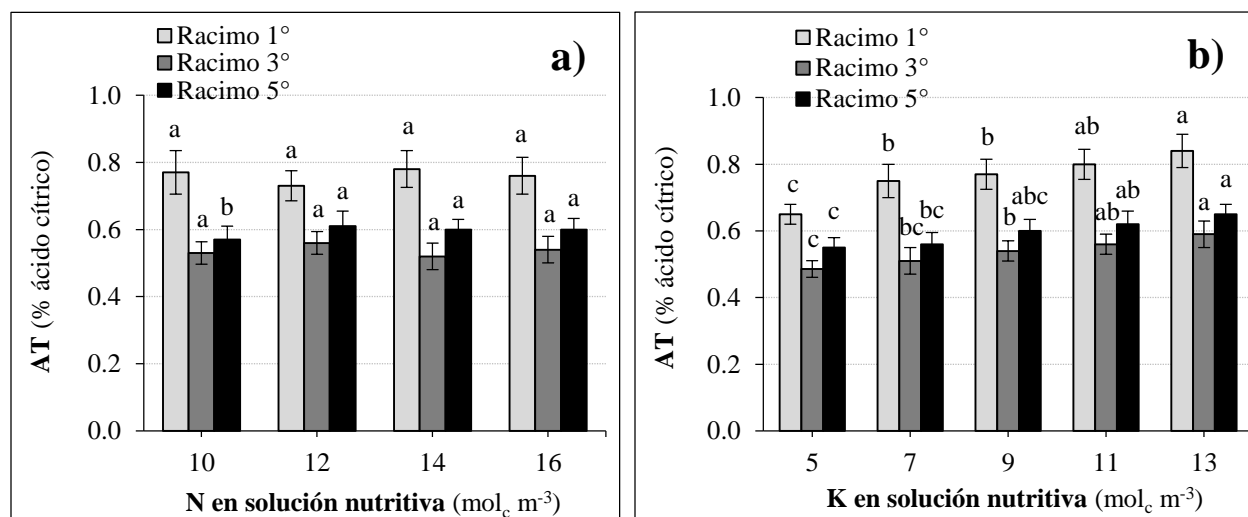 Racimo 1°
Racimo 3°
Racimo 5°
a)
1.0
0.8
0.6
0.4
0.2
0.0
AT (% ácido cítrico)
a a a a
a b a a a a a a
10 12 14 16
N en solución nutritiva (mol_c m⁻³)
Racimo 1°
Racimo 3°
Racimo 5°
b)
1.0
0.8
0.6
0.4
0.2
0.0
AT (% ácido cítrico)
c b b ab a
c c bc bc b abc ab ab a a
5 7 9 11 13
K en solución nutritiva (mol_c m⁻³)